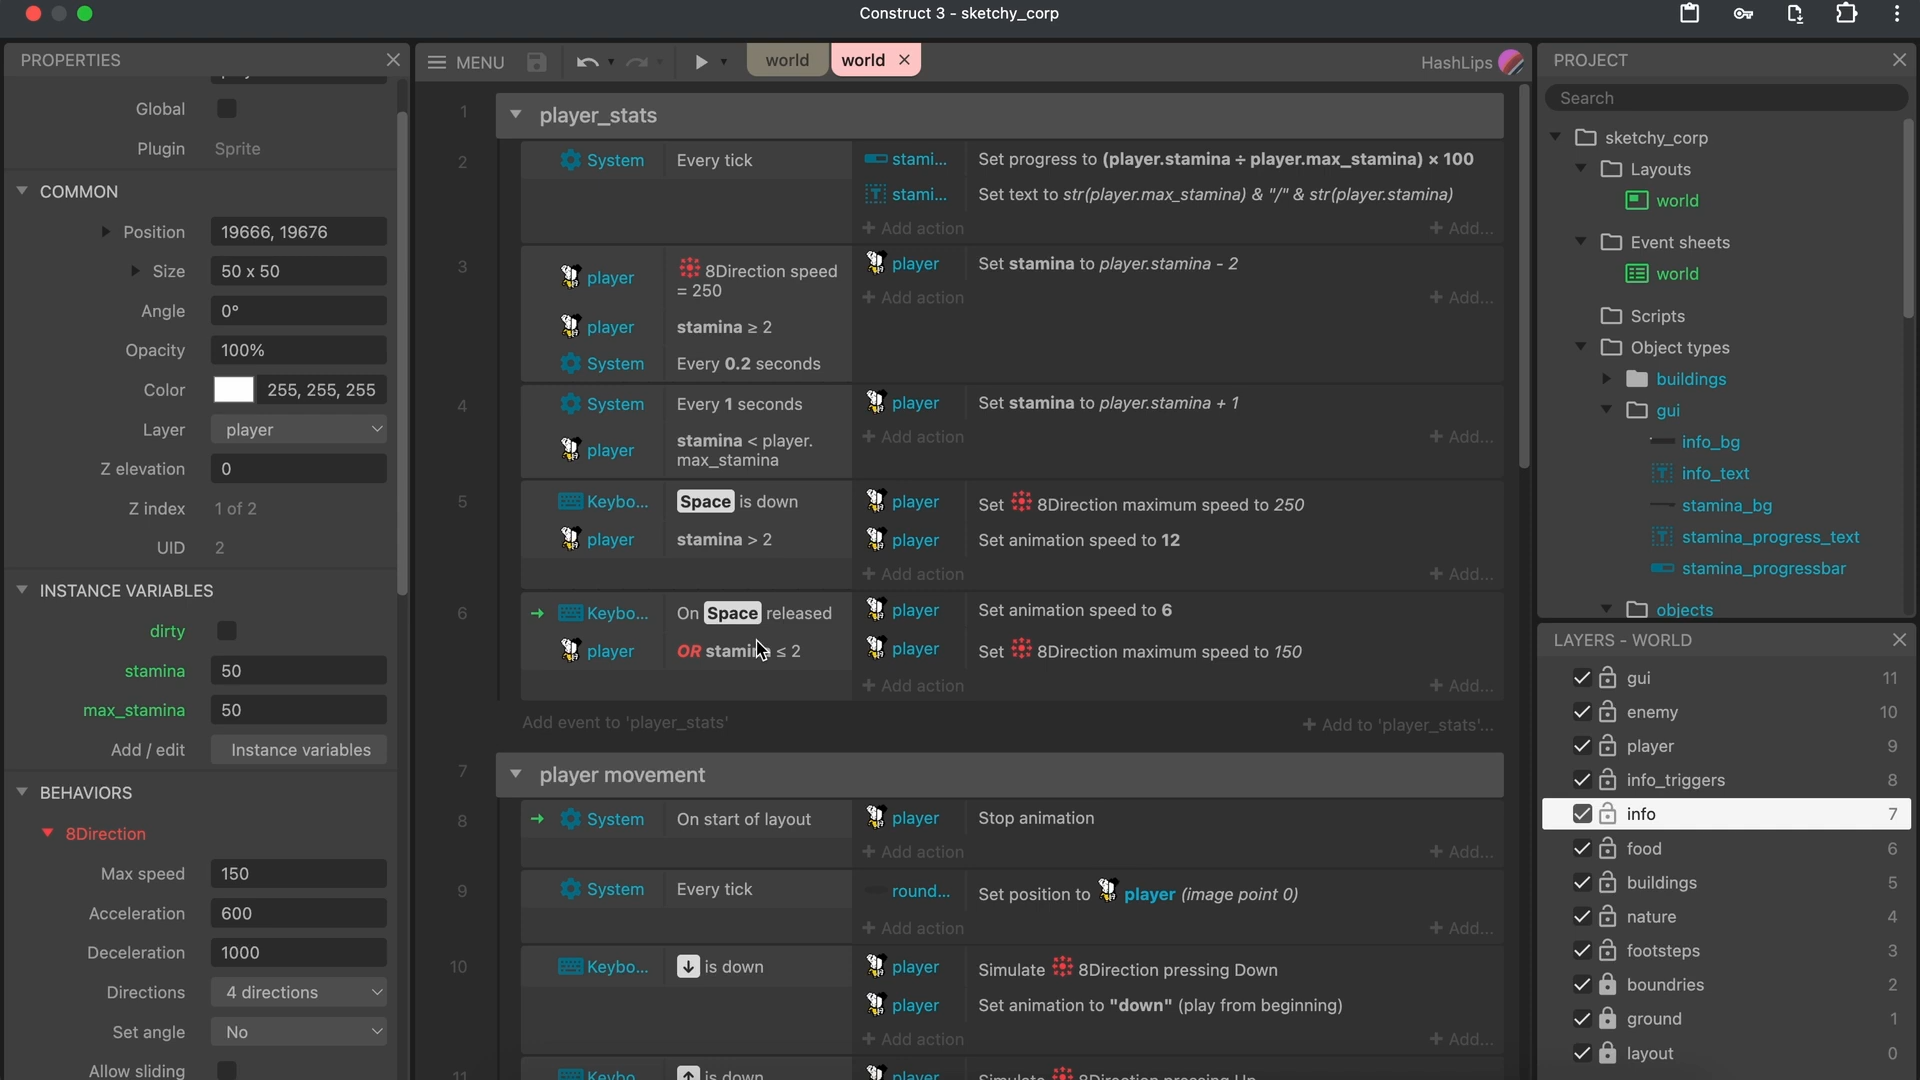 Construct 3 - sketchy_corp
PROPERTIES
Global
Plugin Sprite
COMMON
Position 19666, 19676
Size 50 x 50
Angle 0°
Opacity 100%
Color 255, 255, 255
Layer player
Z elevation 0
Z index 1 of 2
UID 2
INSTANCE VARIABLES
dirty
stamina 50
max_stamina 50
Add / edit Instance variables
BEHAVIORS
8Direction
Max speed 150
Acceleration 600
Deceleration 1000
Directions 4 directions
Set angle No
Allow sliding
MENU world world HashLips
1 player_stats
2 System Every tick stami... Set progress to (player.stamina ÷ player.max_stamina) × 100
stami... Set text to str(player.max_stamina) & "/" & str(player.stamina)
+ Add action + Add...
3 player 8Direction speed = 250 player Set stamina to player.stamina - 2
+ Add action + Add...
player stamina ≥ 2
System Every 0.2 seconds
4 System Every 1 seconds player Set stamina to player.stamina + 1
+ Add action + Add...
player stamina < player.
max_stamina
5 Keybo... Space is down player Set 8Direction maximum speed to 250
player stamina > 2 player Set animation speed to 12
+ Add action + Add...
6 Keybo... On Space released player Set animation speed to 6
player OR stamina ≤ 2 player Set 8Direction maximum speed to 150
+ Add action + Add...
Add event to 'player_stats' + Add to 'player_stats'...
7 player movement
8 System On start of layout player Stop animation
+ Add action + Add...
9 System Every tick round... Set position to player (image point 0)
+ Add action + Add...
10 Keybo... ↓ is down player Simulate 8Direction pressing Down
player Set animation to "down" (play from beginning)
+ Add action + Add...
11 Keybo ↑ is down player Simulate 8Direction pressing Up
PROJECT
Search
sketchy_corp
Layouts
world
Event sheets
world
Scripts
Object types
buildings
gui
info_bg
info_text
stamina_bg
stamina_progress_text
stamina_progressbar
objects
LAYERS - WORLD
gui 11
enemy 10
player 9
info_triggers 8
info 7
food 6
buildings 5
nature 4
footsteps 3
boundries 2
ground 1
layout 0